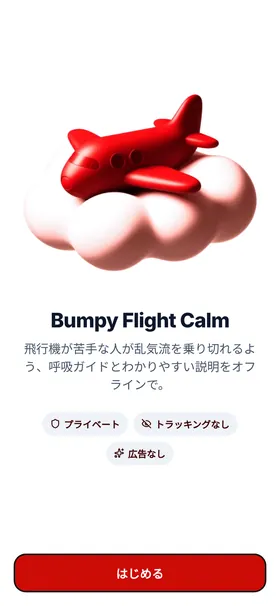 Bumpy Flight Calm
飛行機が苦手な人が乱気流を乗り切れるよ
う、呼吸ガイドとわかりやすい説明をオフ
ラインで。
プライベート
トラッキングなし
広告なし
はじめる